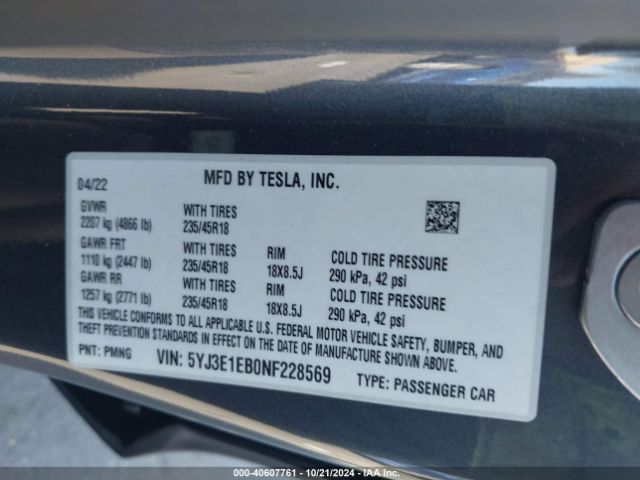 04/22 MFD BY TESLA, INC.
GVWR WITH TIRES
2207 kg (4866 lb) 235/45R18
GAWR FRT WITH TIRES RIM COLD TIRE PRESSURE
1110 kg (2447 lb) 235/45R18 18X8.5J 290 kPa, 42 psi
GAWR RR WITH TIRES RIM COLD TIRE PRESSURE
1257 kg (2771 lb) 235/45R18 18X8.5J 290 kPa, 42 psi
THIS VEHICLE CONFORMS TO ALL APPLICABLE U.S. FEDERAL MOTOR VEHICLE SAFETY, BUMPER, AND
THEFT PREVENTION STANDARDS IN EFFECT ON THE DATE OF MANUFACTURE SHOWN ABOVE.
PNT: PMNG VIN: 5YJ3E1EB0NF228569 TYPE: PASSENGER CAR
000-40607761 - 10/21/2024 - IAA Inc.